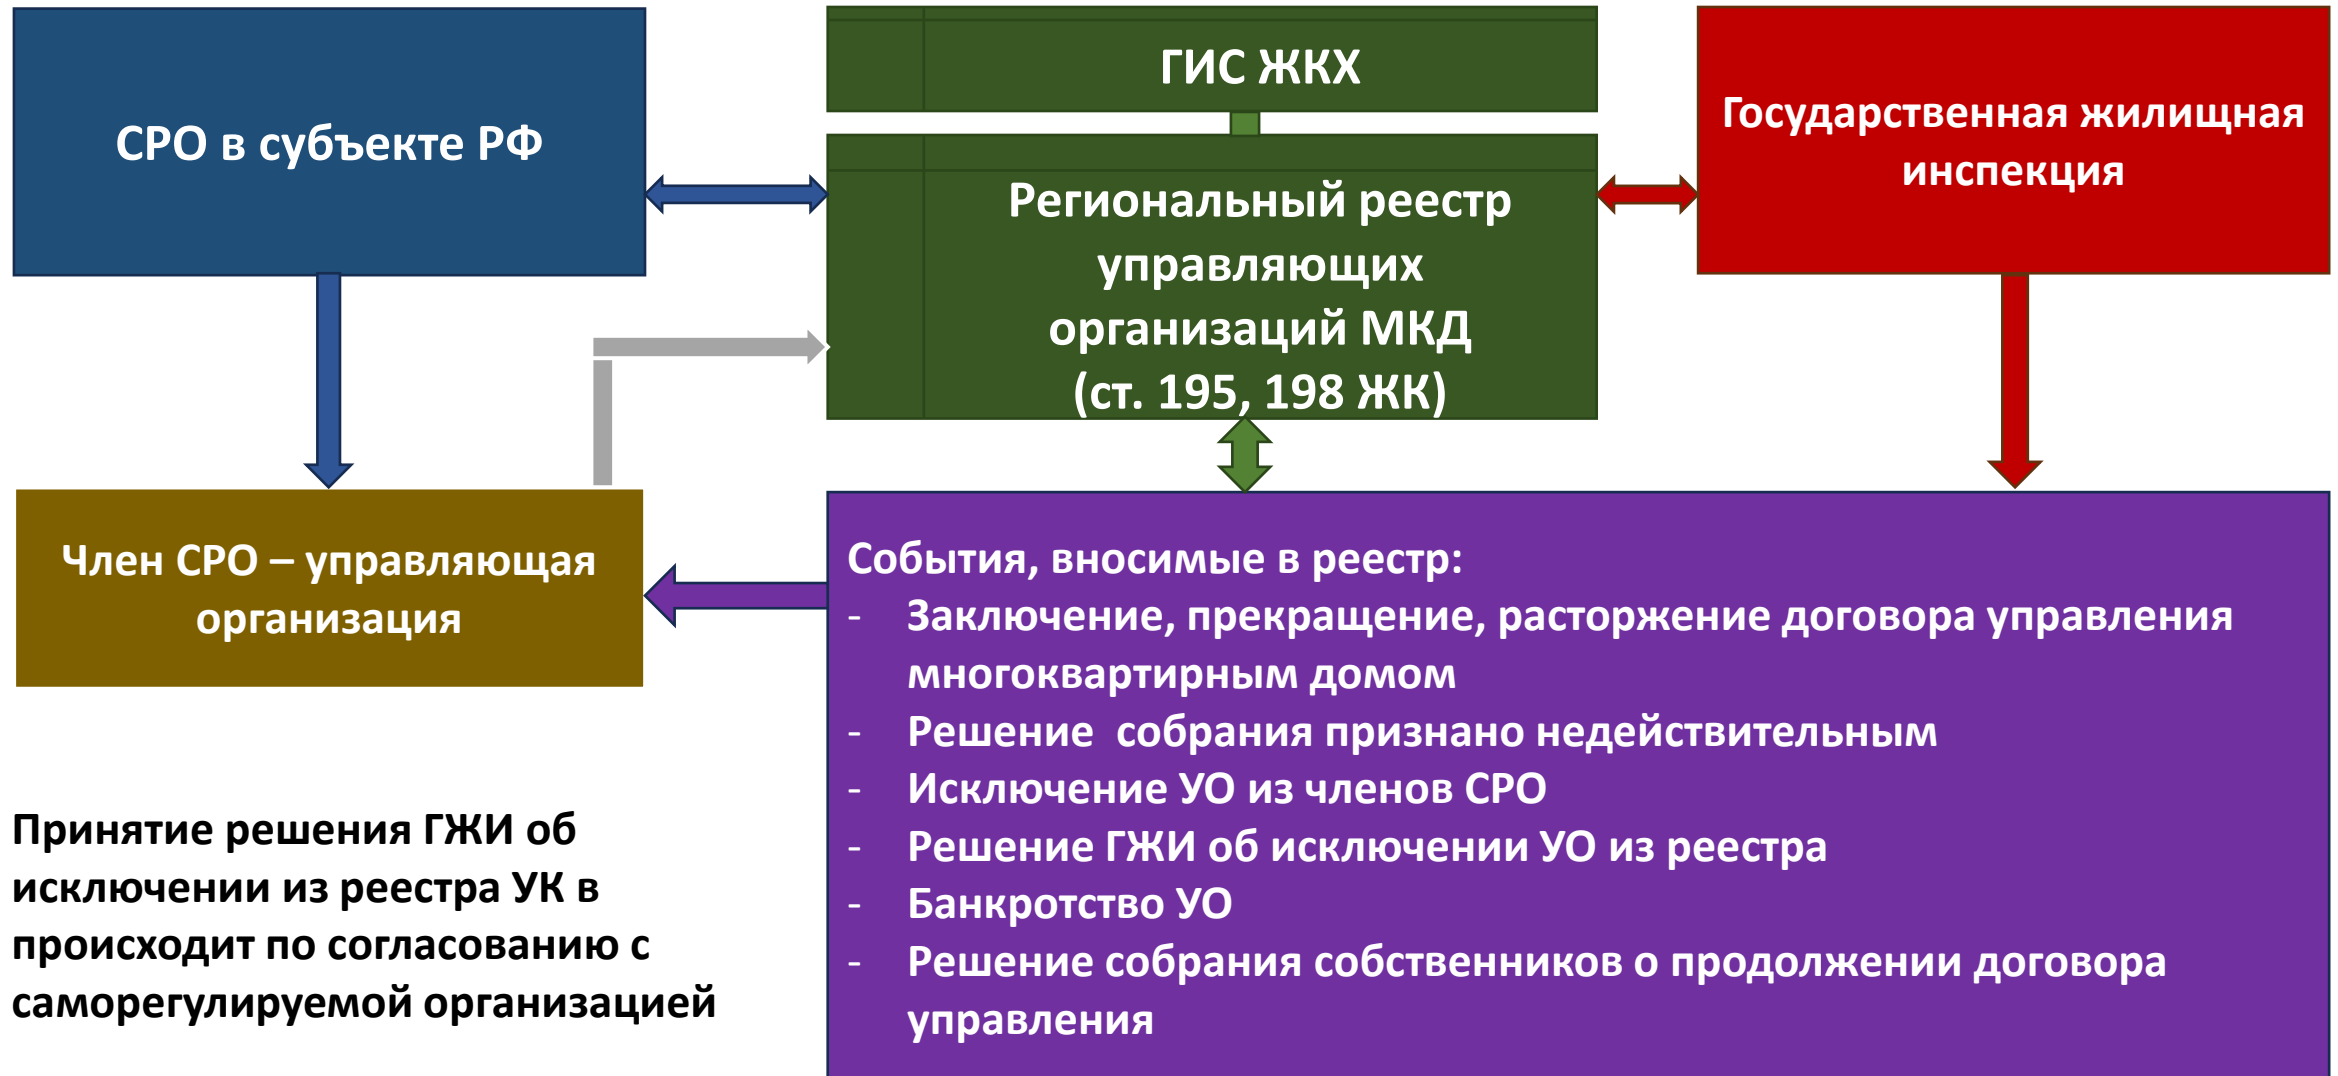 СРО в субъекте РФ
ГИС ЖКХ
Региональный реестр
управляющих
организаций МКД
(ст. 195, 198 ЖК)
Государственная жилищная
инспекция
Член СРО – управляющая
организация
События, вносимые в реестр:
- Заключение, прекращение, расторжение договора управления
многоквартирным домом
- Решение собрания признано недействительным
- Исключение УО из членов СРО
- Решение ГЖИ об исключении УО из реестра
- Банкротство УО
- Решение собрания собственников о продолжении договора
управления
Принятие решения ГЖИ об
исключении из реестра УК в
происходит по согласованию с
саморегулируемой организацией